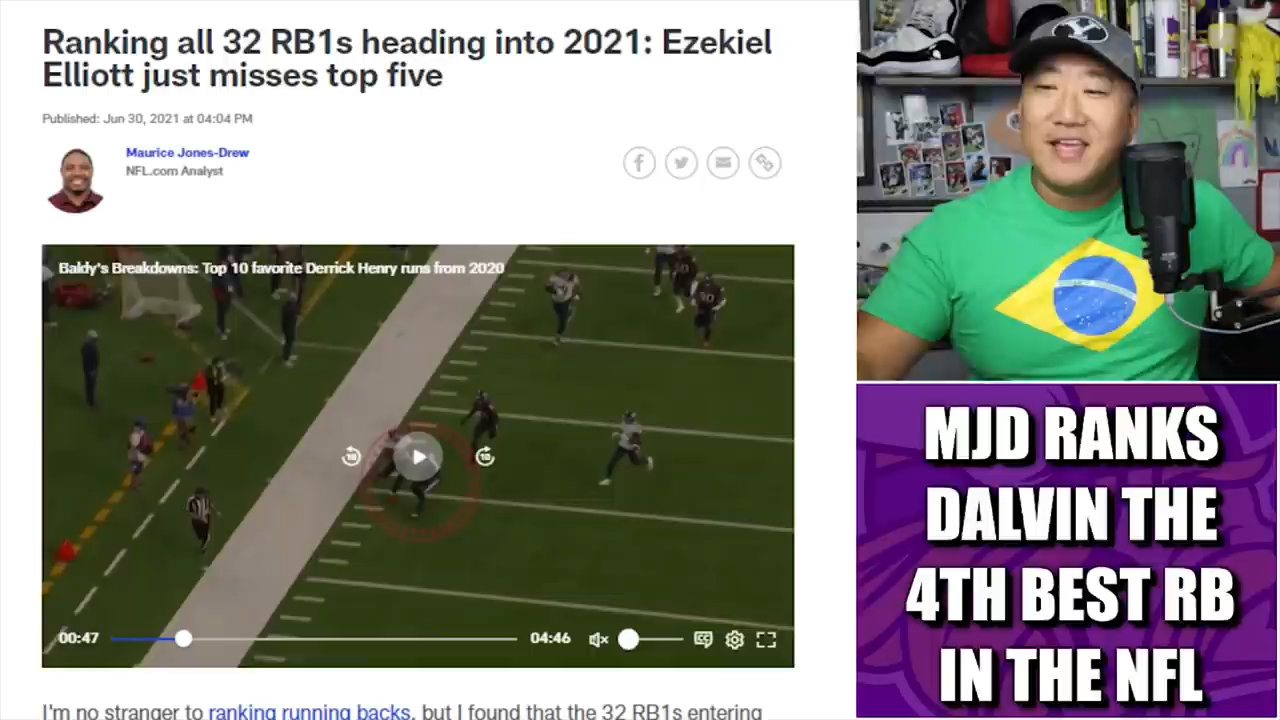 Ranking all 32 RB1s heading into 2021: Ezekiel
Elliott just misses top five
Published: Jun 30, 2021 at 04:04 PM
Maurice Jones-Drew
NFL.com Analyst
Baldy's Breakdowns: Top 10 favorite Derrick Henry runs from 2020
10
10
00:47
04:46
CC
I'm no stranger to ranking running backs, but I found that the 32 RB1s entering
MJD RANKS
DALVIN THE
4TH BEST RB
IN THE NFL